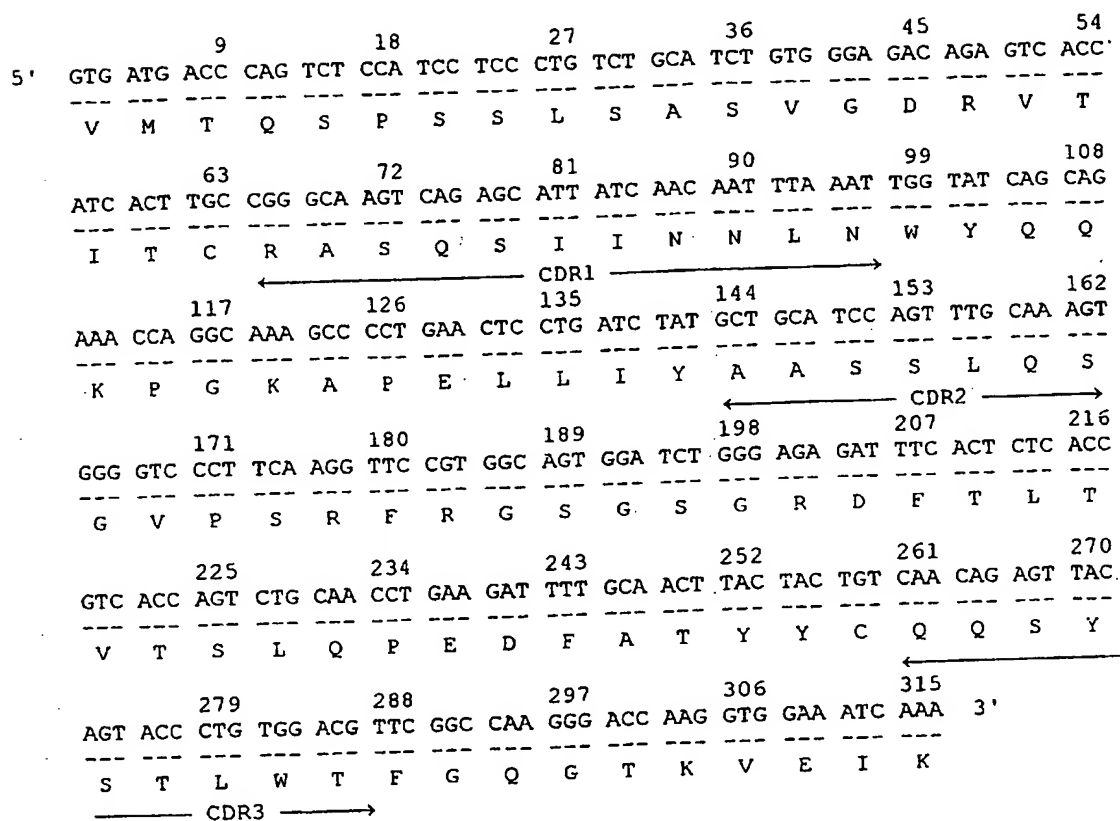 9 18 27 36 45 54
5' GTG ATG ACC CAG TCT CCA TCC TCC CTG TCT GCA TCT GTG GGA GAC AGA GTC ACC
--- --- --- --- --- --- --- --- --- --- --- --- --- --- --- --- --- ---
V M T Q S P S S L S A S V G D R V T
63 72 81 90 99 108
ATC ACT TGC CGG GCA AGT CAG AGC ATT ATC AAC AAT TTA AAT TGG TAT CAG CAG
--- --- --- --- --- --- --- --- --- --- --- --- --- --- --- --- --- ---
I T C R A S Q S I I N N L N W Y Q Q
← CDR1 →
117 126 135 144 153 162
AAA CCA GGC AAA GCC CCT GAA CTC CTG ATC TAT GCT GCA TCC AGT TTG CAA AGT
--- --- --- --- --- --- --- --- --- --- --- --- --- --- --- --- --- ---
K P G K A P E L L I Y A A S S L Q S
← CDR2 →
171 180 189 198 207 216
GGG GTC CCT TCA AGG TTC CGT GGC AGT GGA TCT GGG AGA GAT TTC ACT CTC ACC
--- --- --- --- --- --- --- --- --- --- --- --- --- --- --- --- --- ---
G V P S R F R G S G S G R D F T L T
225 234 243 252 261 270
GTC ACC AGT CTG CAA CCT GAA GAT TTT GCA ACT TAC TAC TGT CAA CAG AGT TAC
--- --- --- --- --- --- --- --- --- --- --- --- --- --- --- --- --- ---
V T S L Q P E D F A T Y Y C Q Q S Y
279 288 297 306 315
AGT ACC CTG TGG ACG TTC GGC CAA GGG ACC AAG GTG GAA ATC AAA 3'
--- --- --- --- --- --- --- --- --- --- --- --- --- --- ---
S T L W T F G Q G T K V E I K
CDR3 →